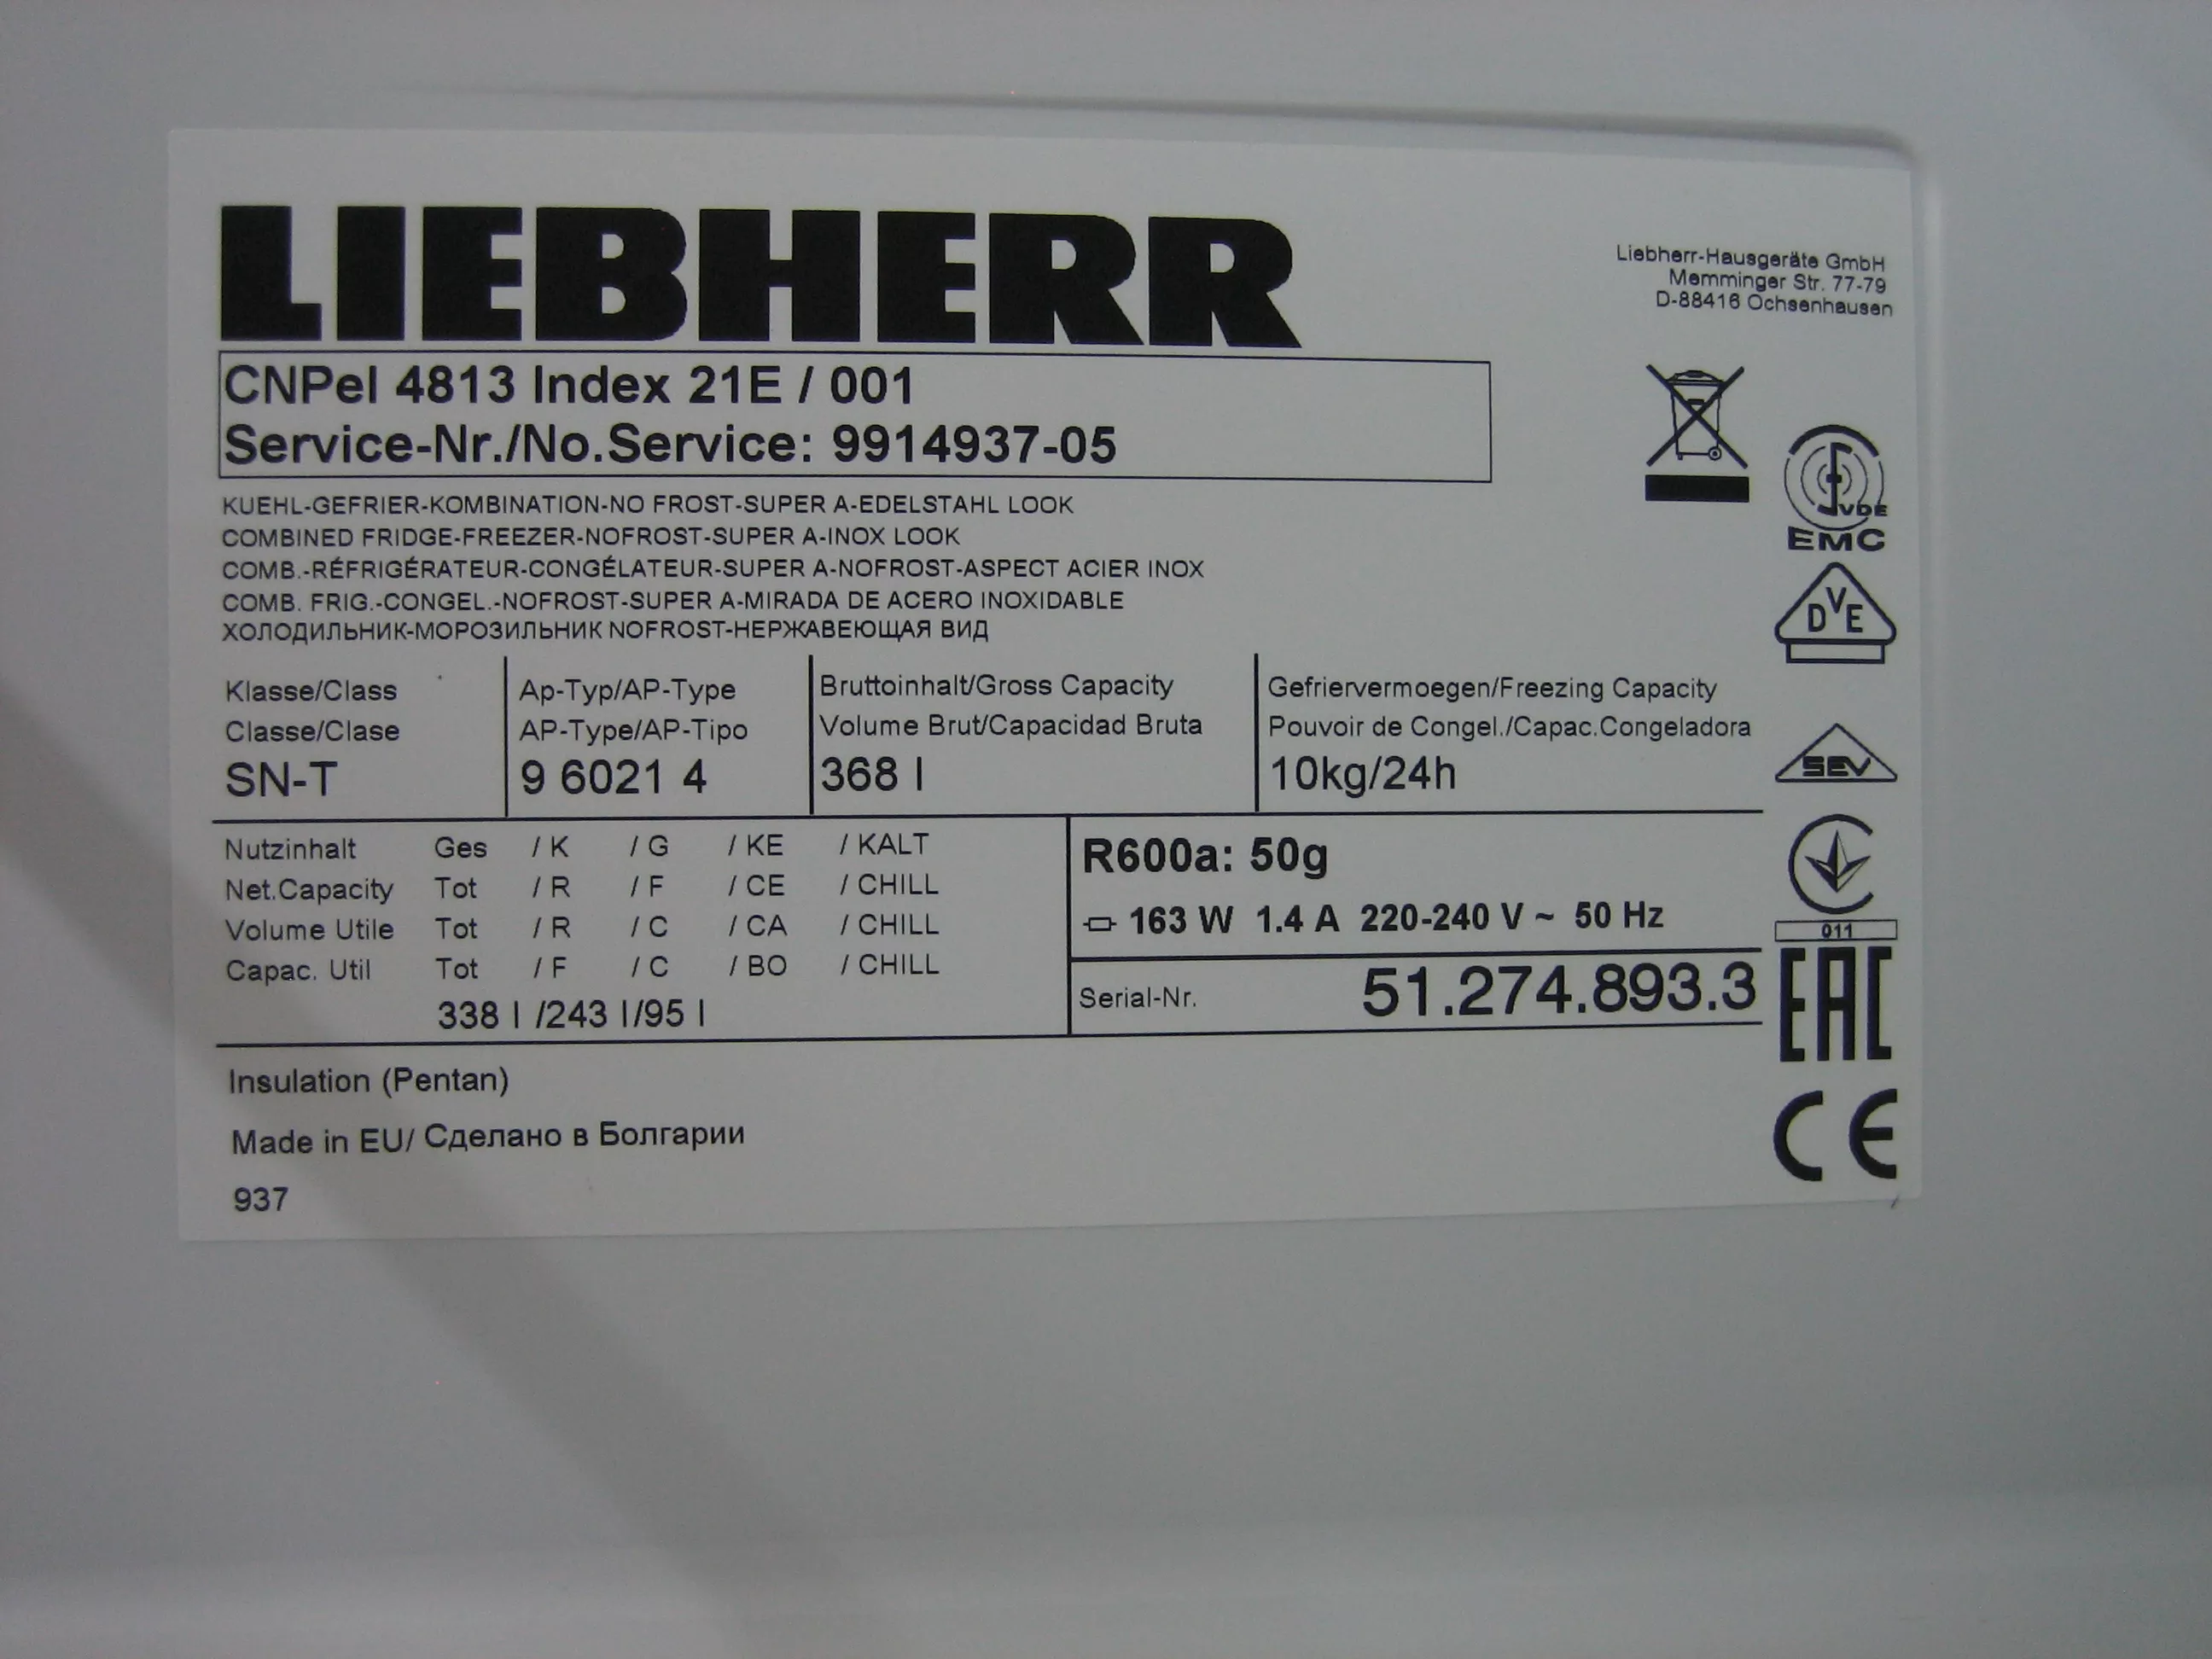 LIEBHERR
Liebherr-Hausgeräte GmbH
Memminger Str. 77-79
D-88416 Ochsenhausen
CNPel 4813 Index 21E / 001
Service-Nr./No.Service: 9914937-05
KUEHL-GEFRIER-KOMBINATION-NO FROST-SUPER A-EDELSTAHL LOOK
COMBINED FRIDGE-FREEZER-NOFROST-SUPER A-INOX LOOK
COMB.-RÉFRIGÉRATEUR-CONGÉLATEUR-SUPER A-NOFROST-ASPECT ACIER INOX
COMB. FRIG.-CONGEL.-NOFROST-SUPER A-MIRADA DE ACERO INOXIDABLE
ХОЛОДИЛЬНИК-МОРОЗИЛЬНИК NOFROST-НЕРЖАВЕЮЩАЯ ВИД
VDE
EMC
DVE
SEV
Klasse/Class
Classe/Clase
SN-T
Ap-Typ/AP-Type
AP-Type/AP-Tipo
9 6021 4
Bruttoinhalt/Gross Capacity
Volume Brut/Capacidad Bruta
368 l
Gefriervermoegen/Freezing Capacity
Pouvoir de Congel./Capac.Congeladora
10kg/24h
Nutzinhalt Ges / K / G / KE / KALT
Net.Capacity Tot / R / F / CE / CHILL
Volume Utile Tot / R / C / CA / CHILL
Capac. Util Tot / F / C / BO / CHILL
338 l /243 l/95 l
R600a: 50g
163 W 1.4 A 220-240 V ~ 50 Hz
Serial-Nr. 51.274.893.3
011
EAC
CE
Insulation (Pentan)
Made in EU/ Сделано в Болгарии
937